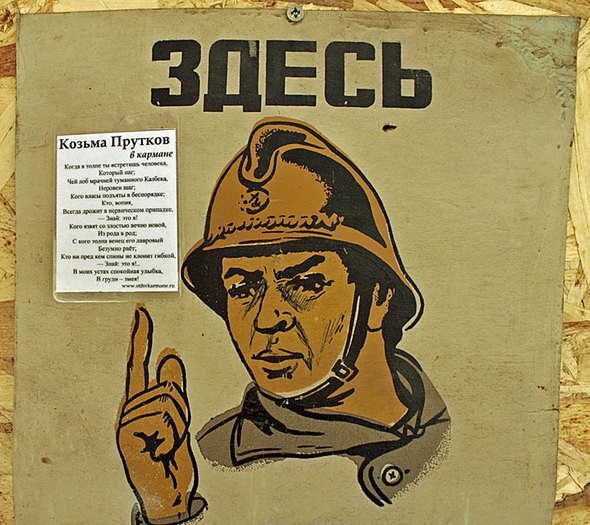 ЗДЕСЬ
Козьма Прутков
в кармане
Когда в толпе ты встретишь человека,
Который наг;
Чей лоб мрачней туманного Казбека,
Неровен шаг;
Кого власы подъяты в беспорядке;
Кто, вопия,
Всегда дрожит в нервическом припадке,
— Знай: это я!
Кого язвят со злостью вечно новой,
Из рода в род;
С кого толпа венец его лавровый
Безумно рвёт;
Кто ни пред кем спины не клонит гибкой,
— Знай: это я!..
В моих устах спокойная улыбка,
В груди – змея!
www.stihvkarmane.ru